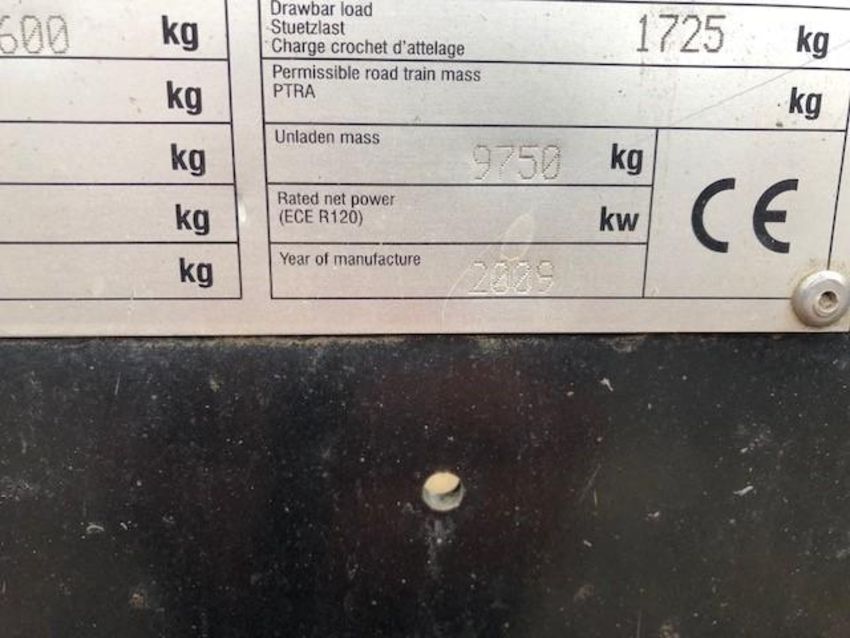 600 kg
kg
kg
kg
kg
Drawbar load
Stuetzlast
Charge crochet d'attelage 1725 kg
Permissible road train mass
PTRA kg
Unladen mass 9750 kg
Rated net power
(ECE R120) kw
Year of manufacture 2009
CE